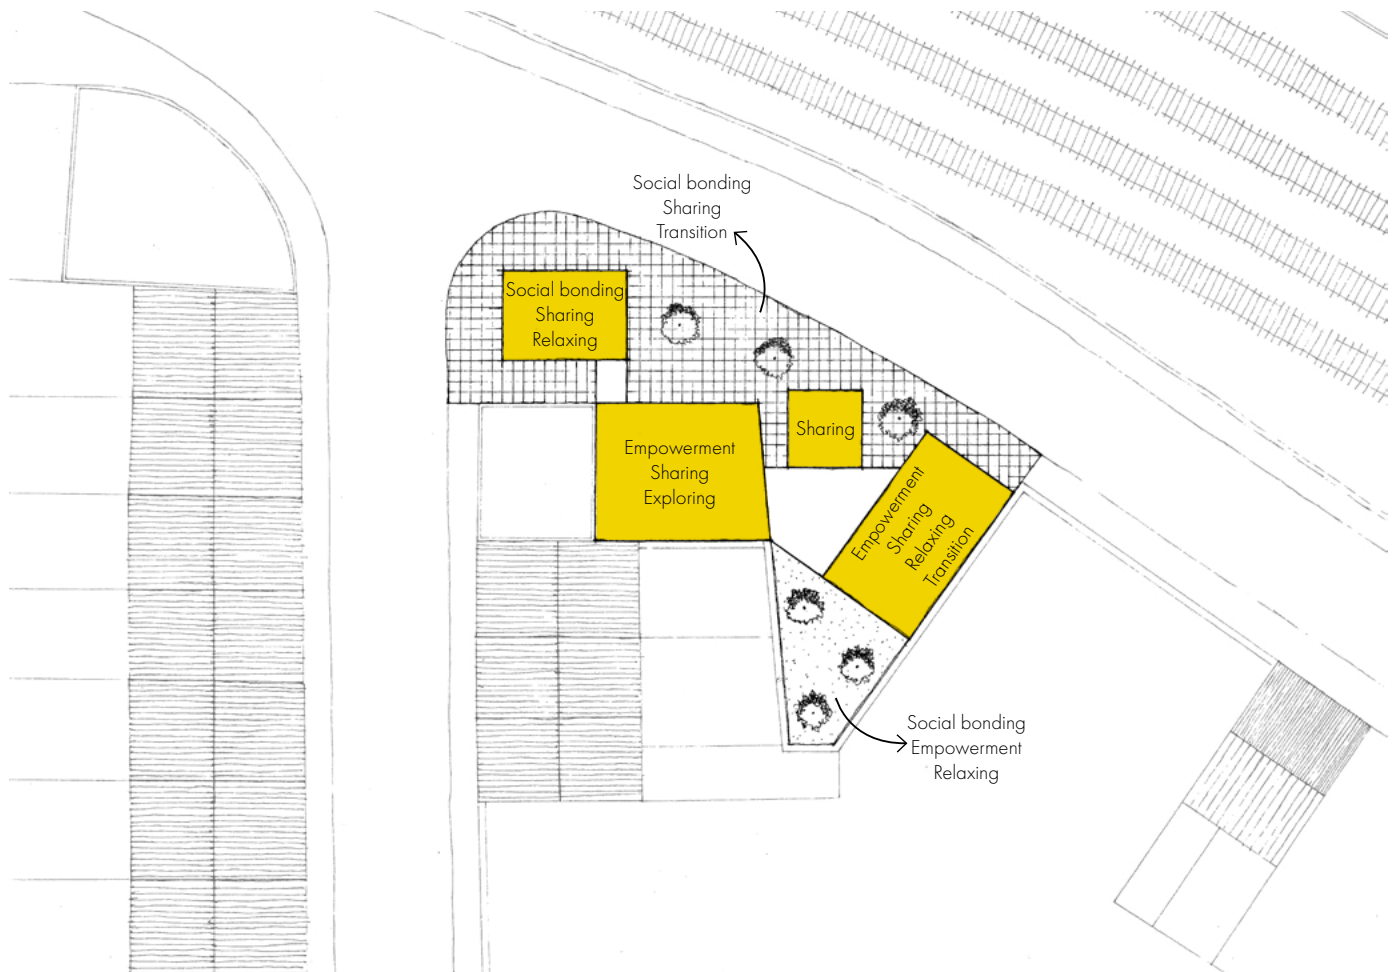 Social bonding
Sharing
Transition
Social bonding
Sharing
Relaxing
Empowerment
Sharing
Exploring
Sharing
Empowerment
Sharing
Relaxing
Transition
Social bonding
Empowerment
Relaxing